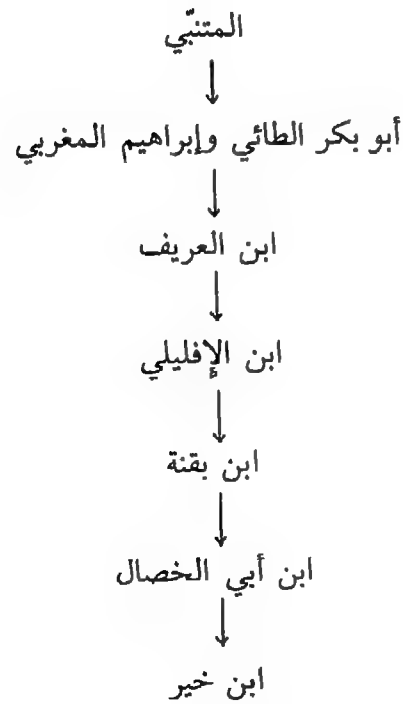 المتنبّي
أبو بكر الطائي وإبراهيم المغربي
ابن العريف
ابن الإفليلي
ابن بقنة
ابن أبي الخصال
ابن خير